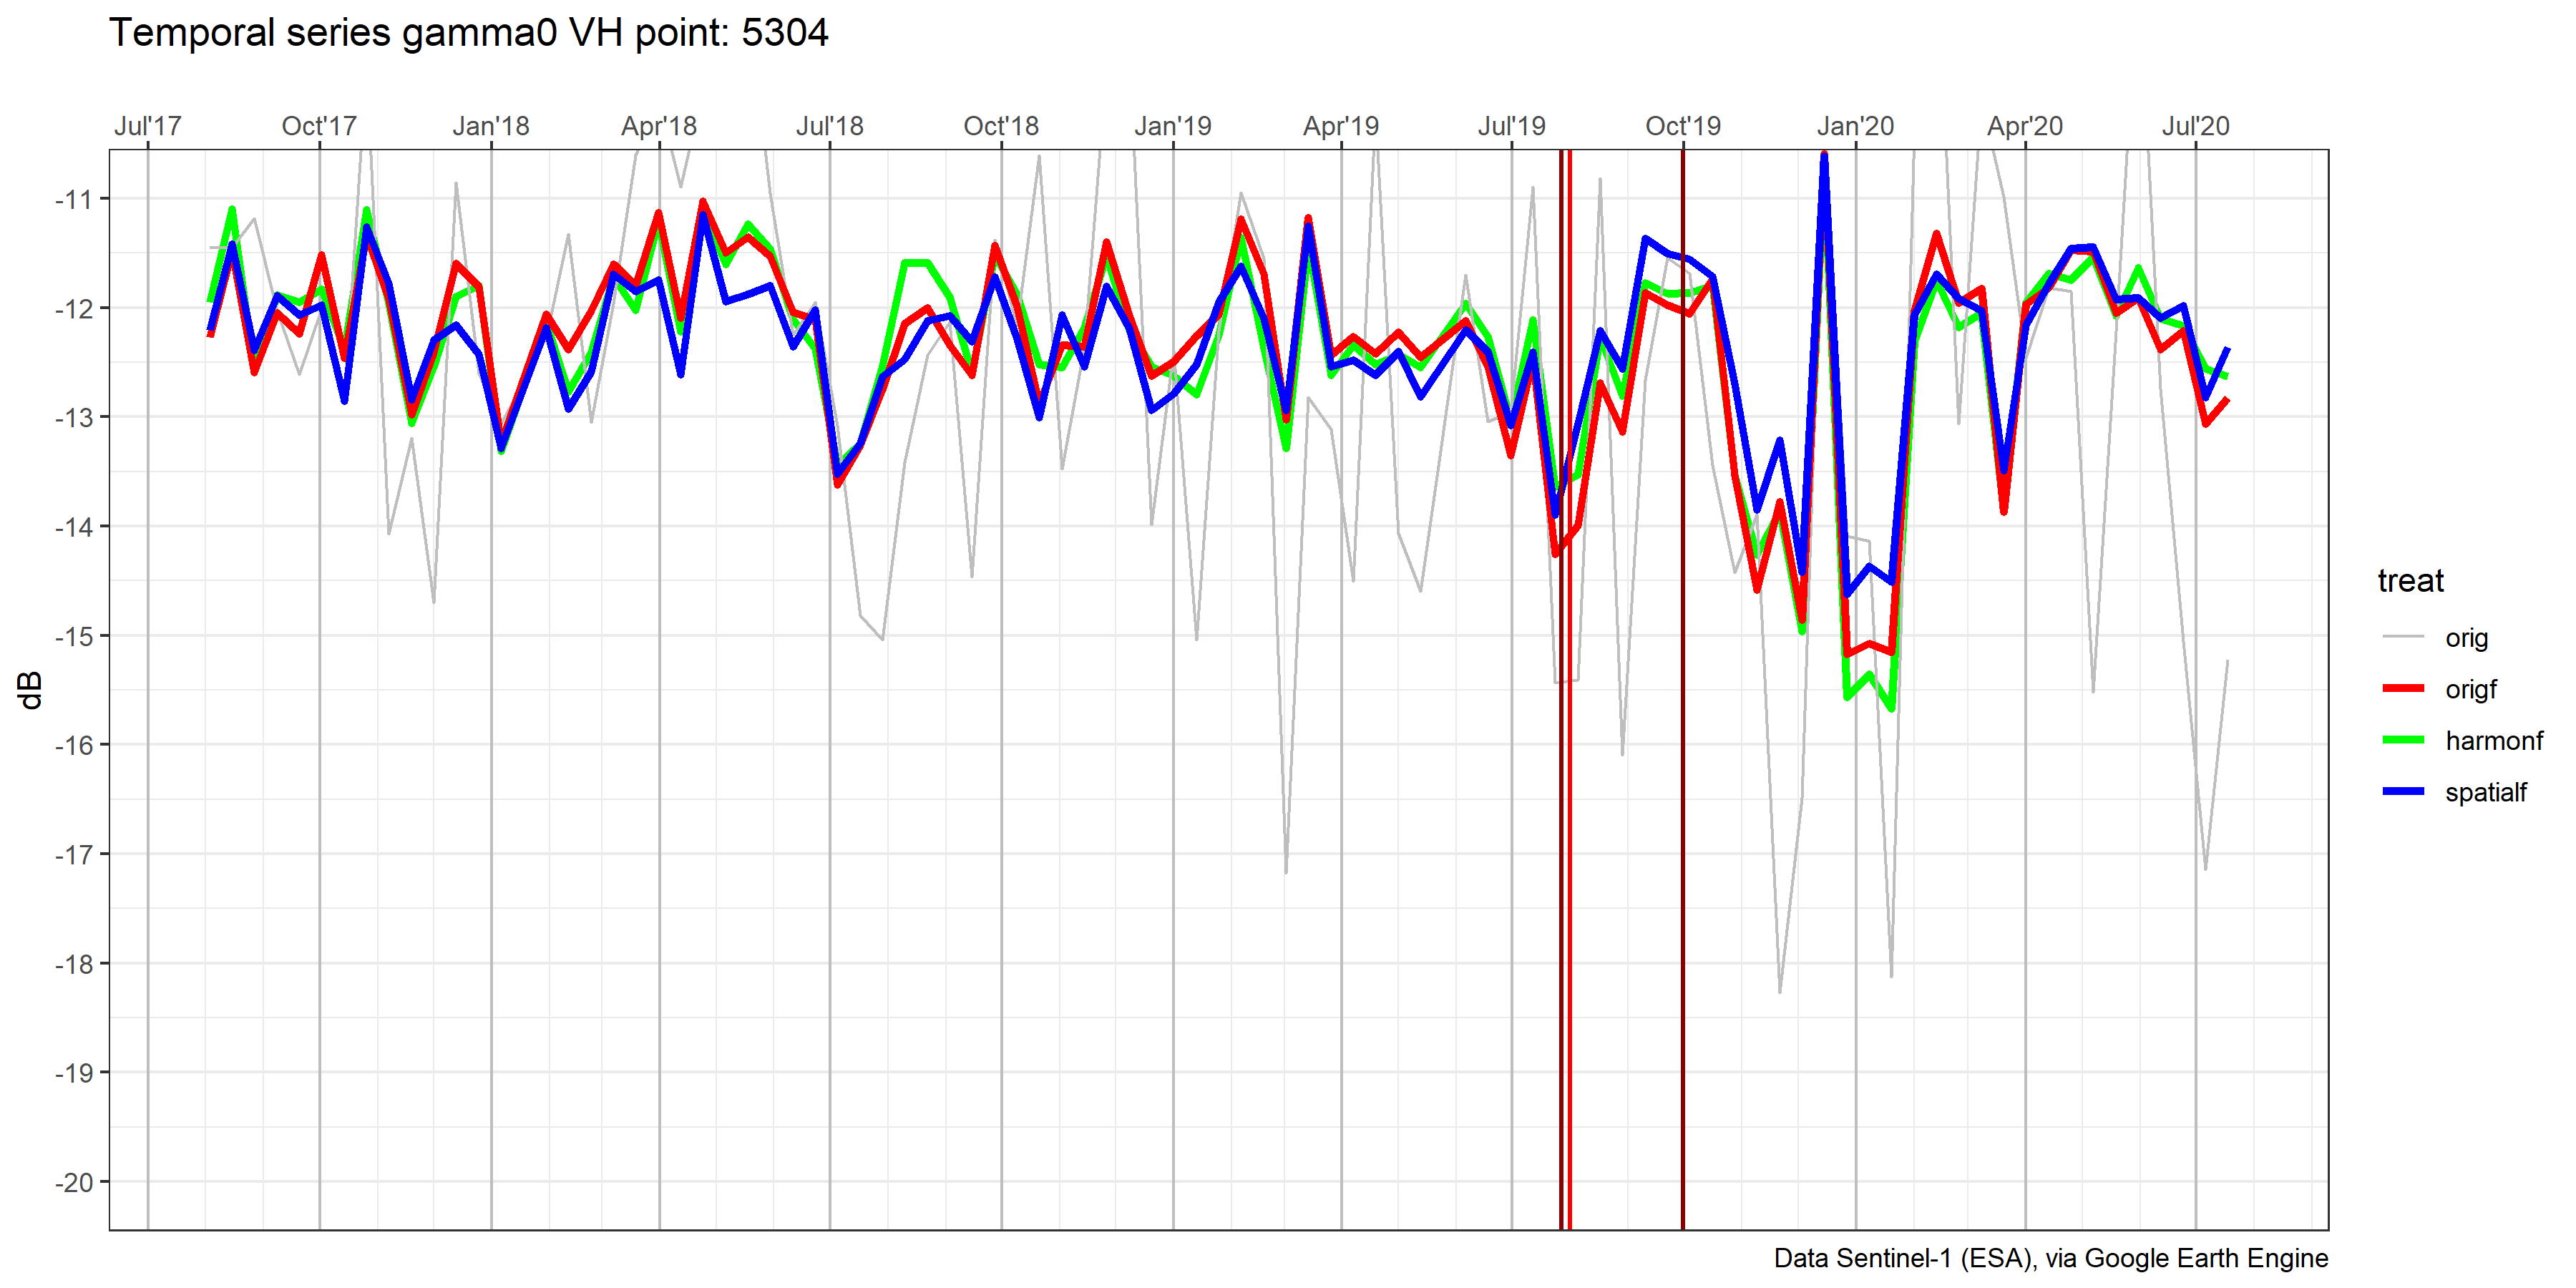 Temporal series gamma0 VH point: 5304
Jul'17 Oct'17 Jan'18 Apr'18 Jul'18 Oct'18 Jan'19 Apr'19 Jul'19 Oct'19 Jan'20 Apr'20 Jul'20
-11
-12
-13
-14
-15
-16
-17
-18
-19
-20
dB
treat
orig
origf
harmonf
spatialf
Data Sentinel-1 (ESA), via Google Earth Engine